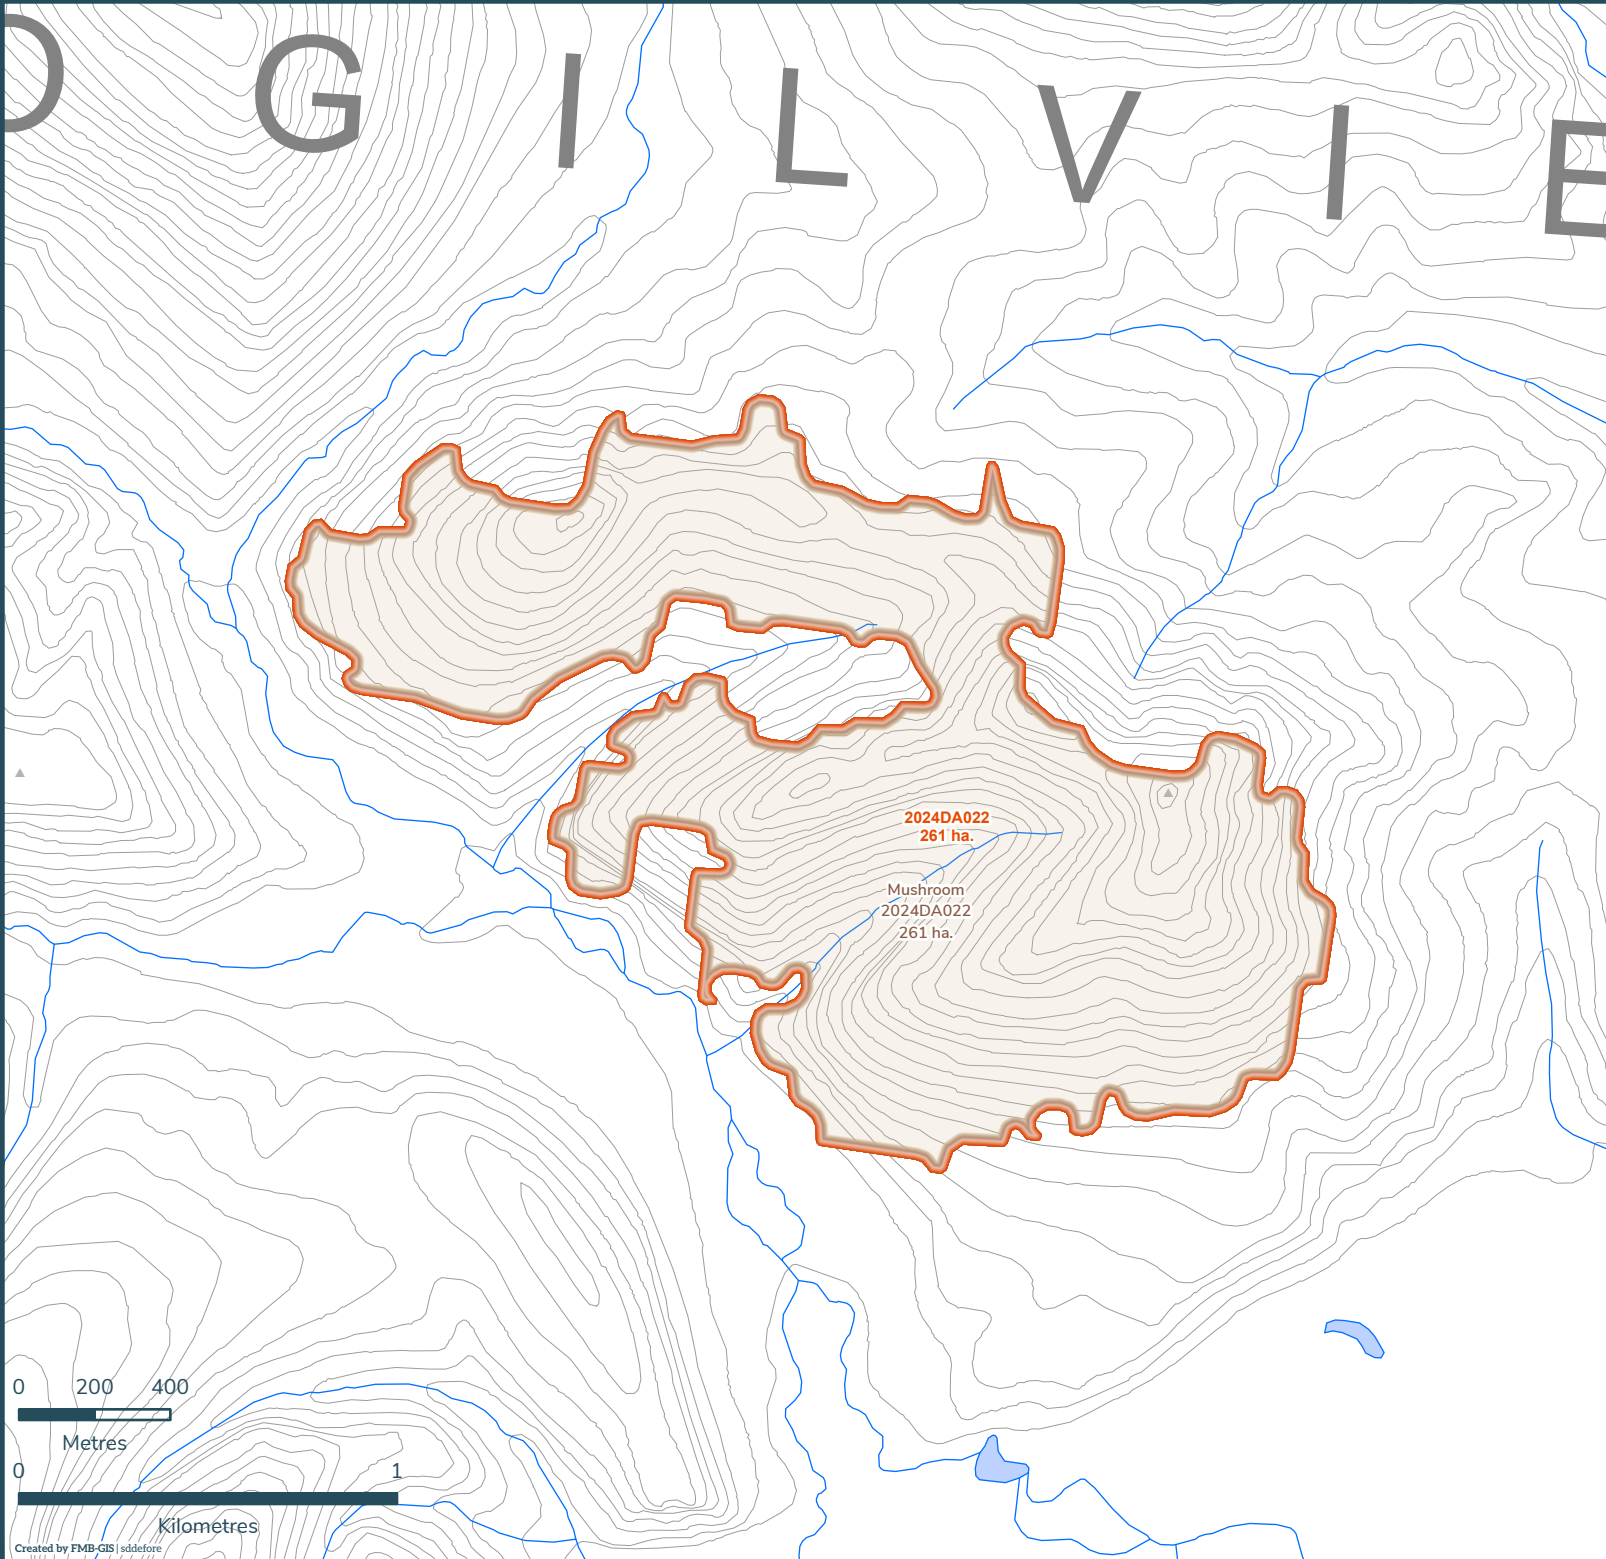 O G I L V I E
2024DA022
261 ha.
Mushroom
2024DA022
261 ha.
0 200 400
Metres
0 1
Kilometres
Created by FMB-GIS | sddefore